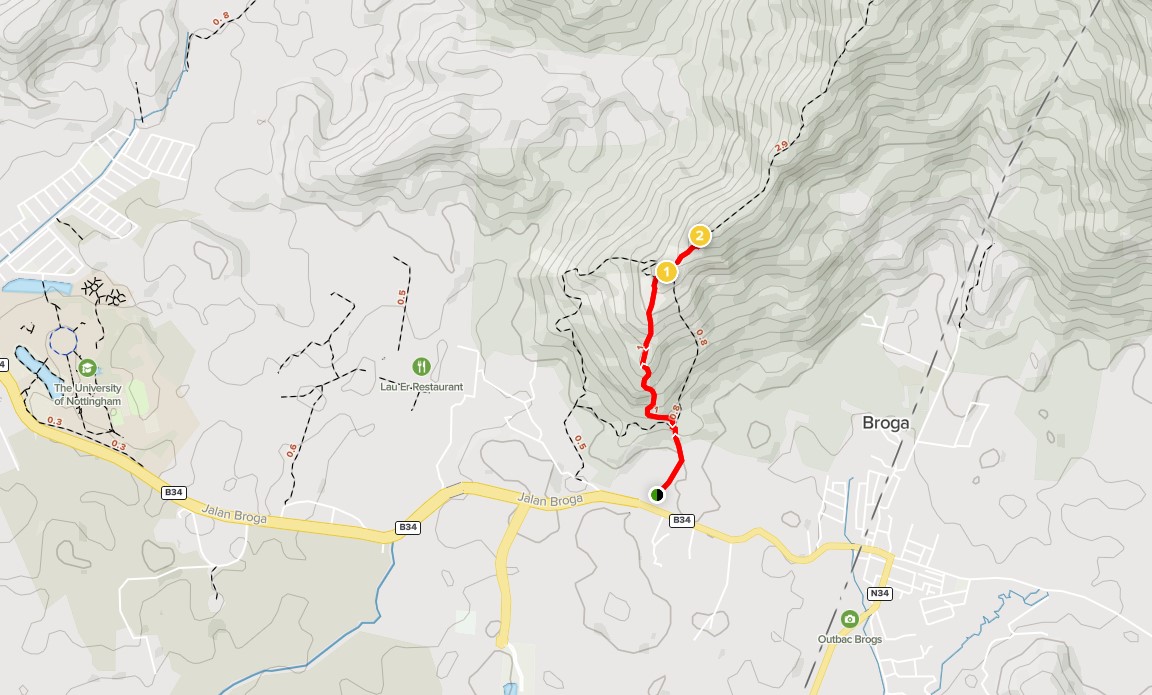 0.8
2.9
2
1
0.5
0.8
4
1
Lau'Er Restaurant
The University
of Nottingham
1
0.8
0.3
0.3
0.6
0.5
Broga
B34
Jalan Broga
Jalan Broga
B34
B34
N34
Outbac Brogs